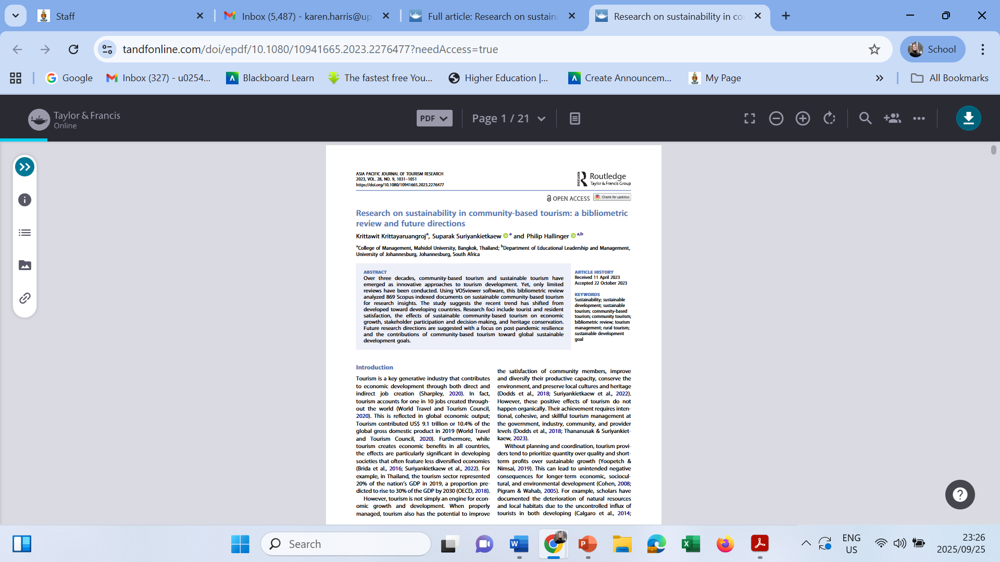 Staff
Inbox (5,487) - karen.harris@up
Full article: Research on sustain
Research on sustainability in co
tandfonline.com/doi/epdf/10.1080/10941665.2023.2276477?needAccess=true
School
Google
Inbox (327) - u0254...
Blackboard Learn
The fastest free You...
Higher Education |...
Create Announcem...
My Page
All Bookmarks
Taylor & Francis
Online
PDF
Page 1 / 21
ASIA PACIFIC JOURNAL OF TOURISM RESEARCH
2023, VOL. 28, NO. 9, 1031–1051
https://doi.org/10.1080/10941665.2023.2276477
ROUTLEDGE
Routledge
Taylor & Francis Group
OPEN ACCESS
Check for updates
Research on sustainability in community-based tourism: a bibliometric
review and future directions
Krittawit Krittayaruangroj^a, Suparak Suriyankietkaew ^a and Philip Hallinger ^a,b
^aCollege of Management, Mahidol University, Bangkok, Thailand; ^bDepartment of Educational Leadership and Management,
University of Johannesburg, Johannesburg, South Africa
ABSTRACT
Over three decades, community-based tourism and sustainable tourism have
emerged as innovative approaches to tourism development. Yet, only limited
reviews have been conducted. Using VOSviewer software, this bibliometric review
analyzed 869 Scopus-indexed documents on sustainable community-based tourism
for research insights. The study suggests the recent trend has shifted from
developed toward developing countries. Research foci include tourist and resident
satisfaction, the effects of sustainable community-based tourism on economic
growth, stakeholder participation and decision-making, and heritage conservation.
Future research directions are suggested with a focus on post-pandemic resilience
and the contributions of community-based tourism toward global sustainable
development goals.
ARTICLE HISTORY
Received 11 April 2023
Accepted 22 October 2023
KEYWORDS
Sustainability; sustainable
development; sustainable
tourism; community-based
tourism; community tourism;
bibliometric review; tourism
management; rural tourism;
sustainable development
goal
Introduction
Tourism is a key generative industry that contributes
to economic development through both direct and
indirect job creation (Sharpley, 2020). In fact,
tourism accounts for one in 10 jobs created through-
out the world (World Travel and Tourism Council,
2020). This is reflected in global economic output;
Tourism contributed US$ 9.1 trillion or 10.4% of the
global gross domestic product in 2019 (World Travel
and Tourism Council, 2020). Furthermore, while
tourism creates economic benefits in all countries,
the effects are particularly significant in developing
societies that often feature less diversified economies
(Brida et al., 2016; Suriyankietkaew et al., 2022). For
example, in Thailand, the tourism sector represented
20% of the nation's GDP in 2019, a proportion pre-
dicted to rise to 30% of the GDP by 2030 (OECD, 2018).
However, tourism is not simply an engine for econ-
omic growth and development. When properly
managed, tourism also has the potential to improve
the satisfaction of community members, improve
and diversify their productive capacity, conserve the
environment, and preserve local cultures and heritage
(Dodds et al., 2018; Suriyankietkaew et al., 2022).
However, these positive effects of tourism do not
happen organically. Their achievement requires inten-
tional, cohesive, and skillful tourism management at
the government, industry, community, and provider
levels (Dodds et al., 2018; Thananusak & Suriyankiet-
kaew, 2023).
Without planning and coordination, tourism provi-
ders tend to prioritize quantity over quality and short-
term profits over sustainable growth (Yoopetch &
Nimsai, 2019). This can lead to unintended negative
consequences for longer-term economic, sociocul-
tural, and environmental development (Cohen, 2008;
Pigram & Wahab, 2005). For example, scholars have
documented the deterioration of natural resources
and local habitats due to the uncontrolled influx of
tourists in both developing (Calgaro et al., 2014;
Search
ENG
US
23:26
2025/09/25